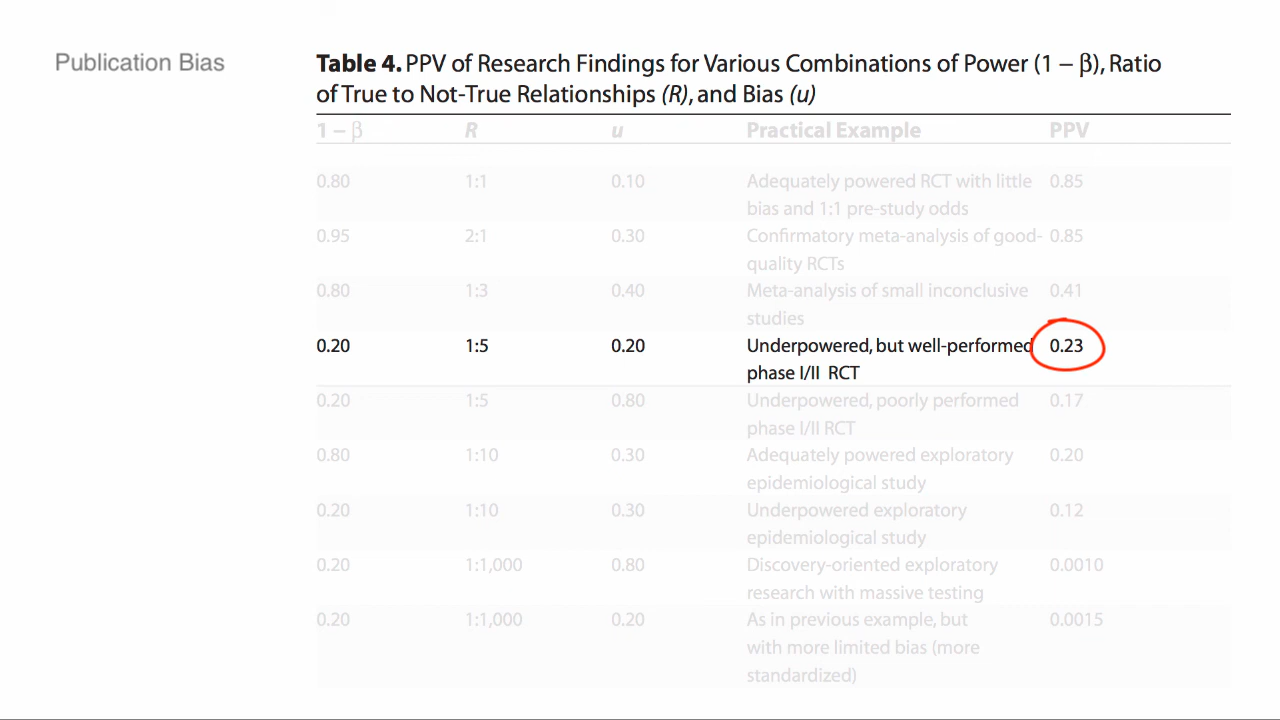 Publication Bias
Table 4. PPV of Research Findings for Various Combinations of Power (1 – β), Ratio
of True to Not-True Relationships (R), and Bias (u)
1 – β R u Practical Example PPV
0.80 1:1 0.10 Adequately powered RCT with little 0.85
bias and 1:1 pre-study odds
0.95 2:1 0.30 Confirmatory meta-analysis of good- 0.85
quality RCTs
0.80 1:3 0.40 Meta-analysis of small inconclusive 0.41
studies
0.20 1:5 0.20 Underpowered, but well-performed 0.23
phase I/II RCT
0.20 1:5 0.80 Underpowered, poorly performed 0.17
phase I/II RCT
0.80 1:10 0.30 Adequately powered exploratory 0.20
epidemiological study
0.20 1:10 0.30 Underpowered exploratory 0.12
epidemiological study
0.20 1:1,000 0.80 Discovery-oriented exploratory 0.0010
research with massive testing
0.20 1:1,000 0.20 As in previous example, but 0.0015
with more limited bias (more
standardized)